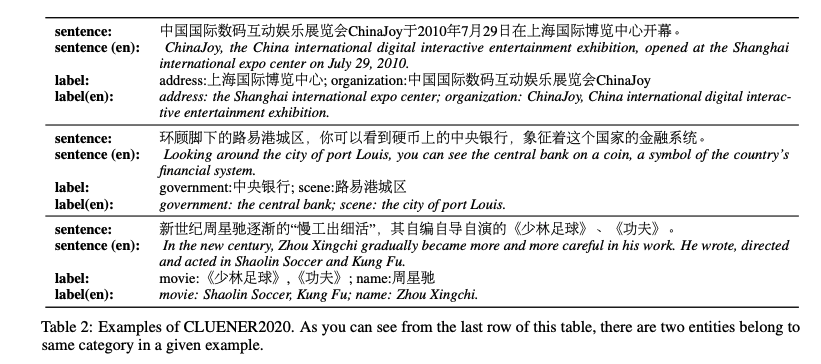 sentence: 中国国际数码互动娱乐展览会ChinaJoy于2010年7月29日在上海国际博览中心开幕。
sentence (en): ChinaJoy, the China international digital interactive entertainment exhibition, opened at the Shanghai
international expo center on July 29, 2010.
label: address:上海国际博览中心; organization:中国国际数码互动娱乐展览会ChinaJoy
label(en): address: the Shanghai international expo center; organization: ChinaJoy, China international digital interac-
tive entertainment exhibition.
sentence: 环顾脚下的路易港城区，你可以看到硬币上的中央银行，象征着这个国家的金融系统。
sentence (en): Looking around the city of port Louis, you can see the central bank on a coin, a symbol of the country's
financial system.
label: government:中央银行; scene:路易港城区
label(en): government: the central bank; scene: the city of port Louis.
sentence: 新世纪周星驰逐渐的“慢工出细活”，其自编自导自演的《少林足球》、《功夫》。
sentence (en): In the new century, Zhou Xingchi gradually became more and more careful in his work. He wrote, directed
and acted in Shaolin Soccer and Kung Fu.
label: movie:《少林足球》,《功夫》; name:周星驰
label(en): movie: Shaolin Soccer, Kung Fu; name: Zhou Xingchi.
Table 2: Examples of CLUENER2020. As you can see from the last row of this table, there are two entities belong to
same category in a given example.